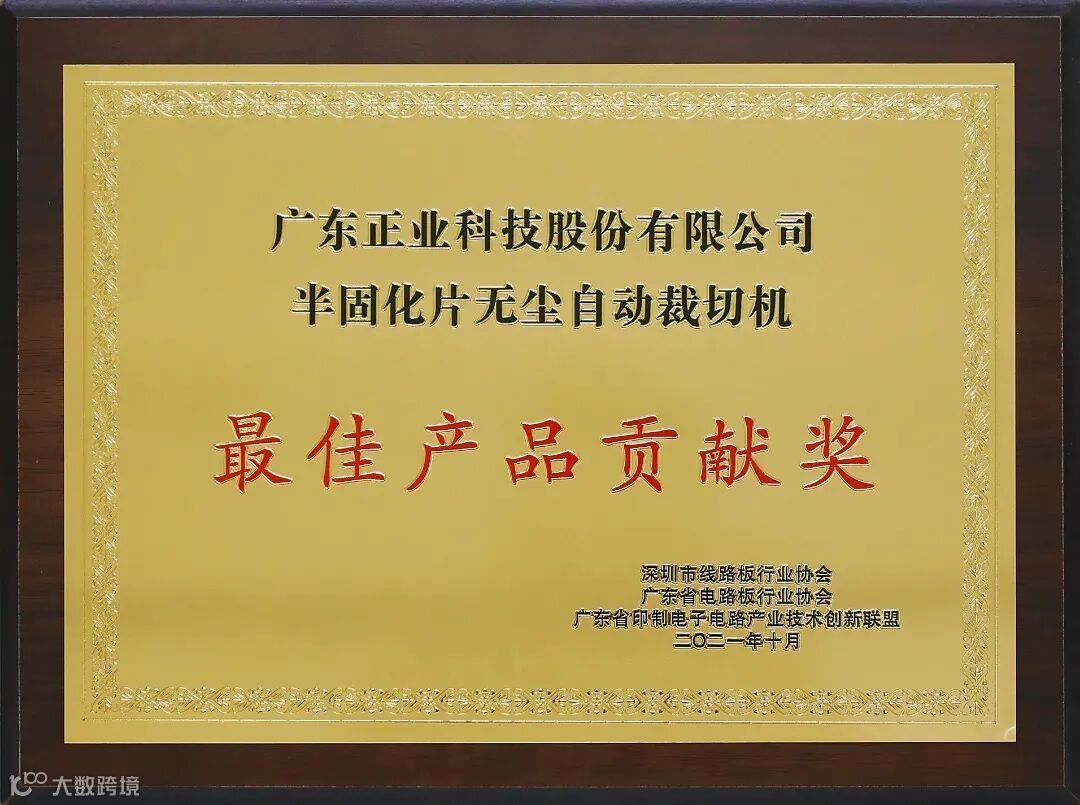 广东正业科技股份有限公司
半固化片无尘自动裁切机
最佳产品贡献奖
深圳市线路板行业协会
广东省电路板行业协会
广东省印制电子电路产业技术创新联盟
二〇二一年十月
大数跨境